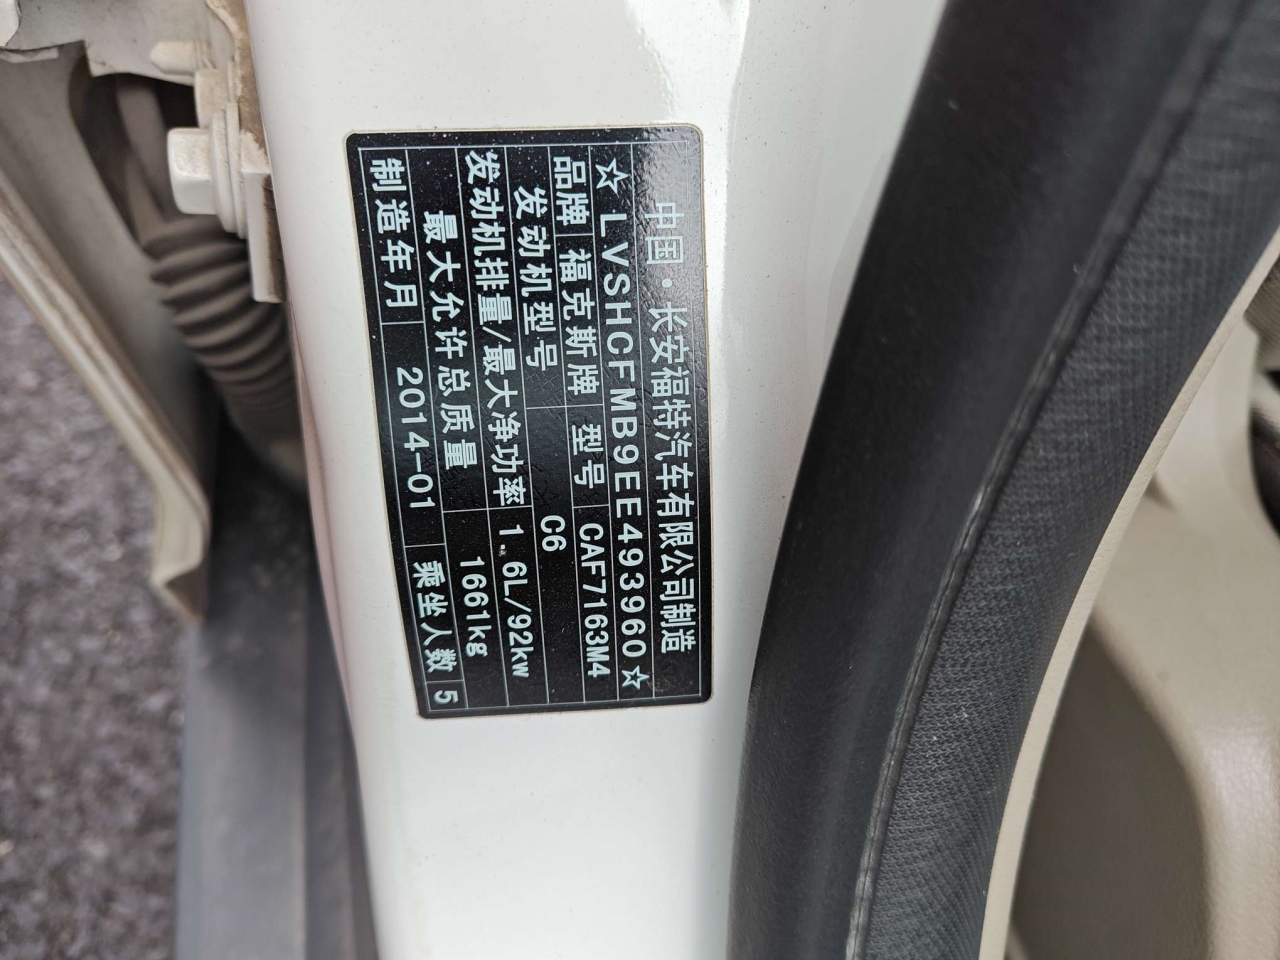 中国·长安福特汽车有限公司制造
☆LVSHCFMB9EE493960☆
品牌 福克斯牌 型号 CAF7163M4
发动机型号 C6
发动机排量/最大净功率 1.6L/92kw
最大允许总质量 1661kg
制造年月 2014-01 乘坐人数 5